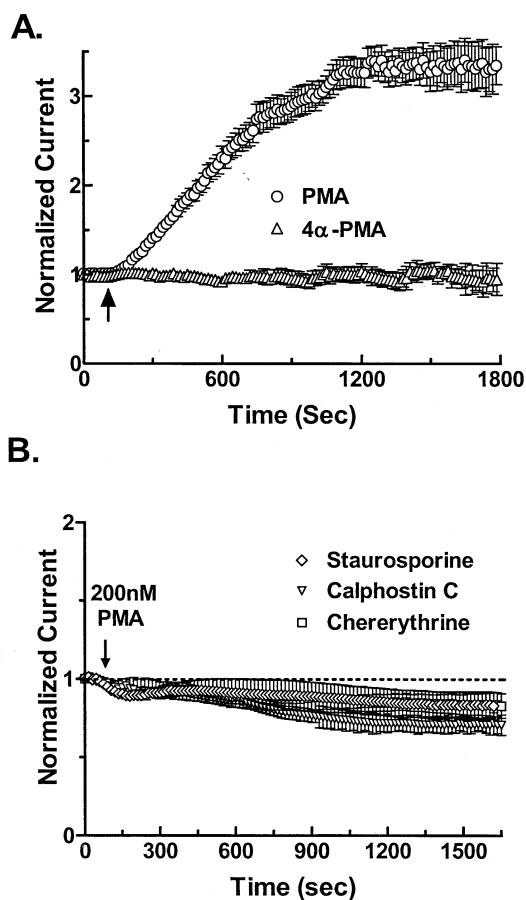 A.
Normalized Current
3
2
1
0
PMA
4α-PMA
0 600 1200 1800
Time (Sec)
B.
Normalized Current
2
1
0
200nM
PMA
Staurosporine
Calphostin C
Chererythrine
0 300 600 900 1200 1500
Time (sec)